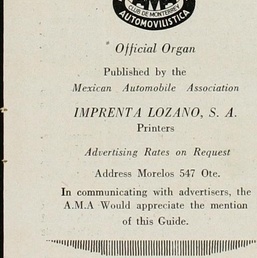 CLUB DE MONTERREY
AUTOMOVILISTICA
Official Organ
Published by the
Mexican Automobile Association
IMPRENTA LOZANO, S. A.
Printers
Advertising Rates on Request
Address Morelos 547 Ote.
In communicating with advertisers, the
A.M.A Would appreciate the mention
of this Guide.